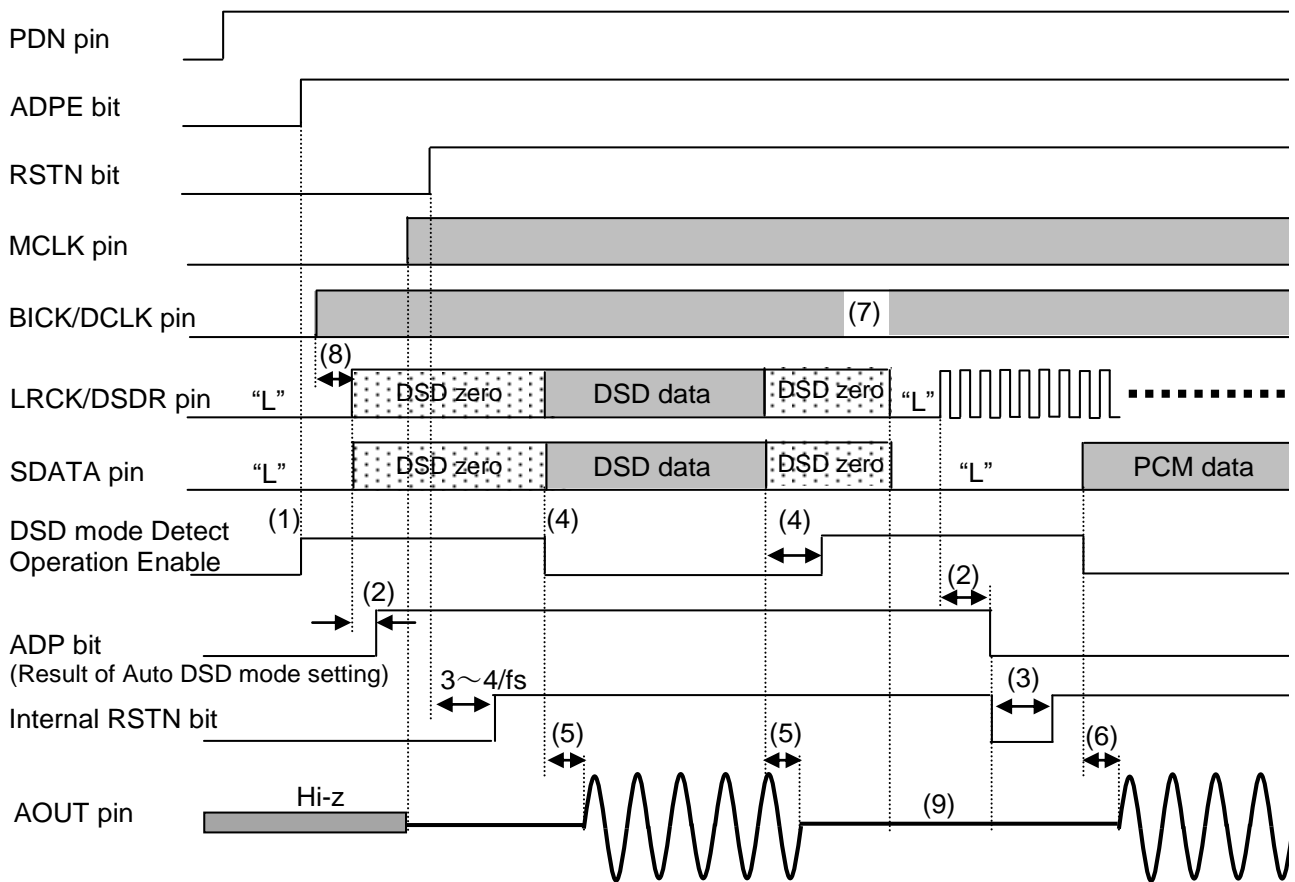 PDN pin
ADPE bit
RSTN bit
MCLK pin
BICK/DCLK pin (7)
(8)
LRCK/DSDR pin “L” DSD zero DSD data DSD zero “L”
SDATA pin “L” DSD zero DSD data DSD zero “L” PCM data
DSD mode Detect (1) (4) (4)
Operation Enable
(2) (2)
ADP bit
(Result of Auto DSD mode setting)
3~4/fs (3)
Internal RSTN bit
(5) (5) (6)
Hi-z
AOUT pin (9)